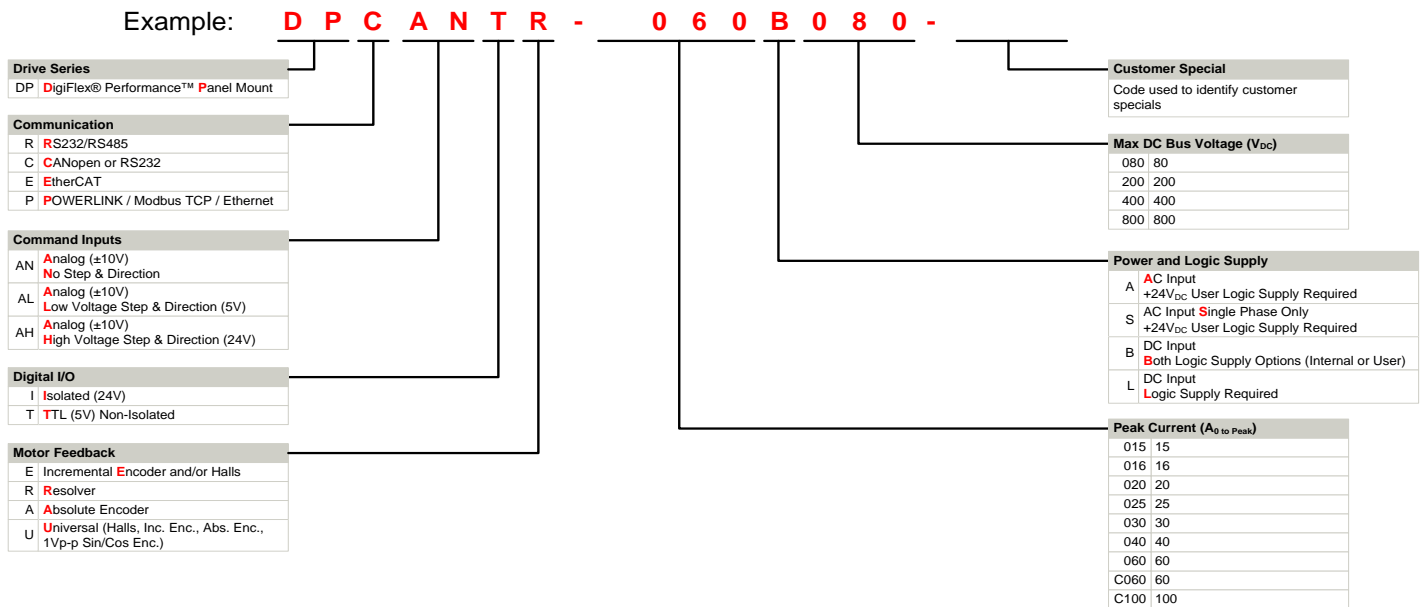 Example: D P C A N T R - 0 6 0 B 0 8 0 -
Drive Series
DP DigiFlex® Performance™ Panel Mount
Communication
R RS232/RS485
C CANopen or RS232
E EtherCAT
P POWERLINK / Modbus TCP / Ethernet
Command Inputs
AN Analog (±10V)
No Step & Direction
AL Analog (±10V)
Low Voltage Step & Direction (5V)
AH Analog (±10V)
High Voltage Step & Direction (24V)
Digital I/O
I Isolated (24V)
T TTL (5V) Non-Isolated
Motor Feedback
E Incremental Encoder and/or Halls
R Resolver
A Absolute Encoder
U Universal (Halls, Inc. Enc., Abs. Enc.,
1Vp-p Sin/Cos Enc.)
Customer Special
Code used to identify customer
specials
Max DC Bus Voltage (VDC)
080 80
200 200
400 400
800 800
Power and Logic Supply
A AC Input
+24VDC User Logic Supply Required
S AC Input Single Phase Only
+24VDC User Logic Supply Required
B DC Input
Both Logic Supply Options (Internal or User)
L DC Input
Logic Supply Required
Peak Current (A0 to Peak)
015 15
016 16
020 20
025 25
030 30
040 40
060 60
C060 60
C100 100